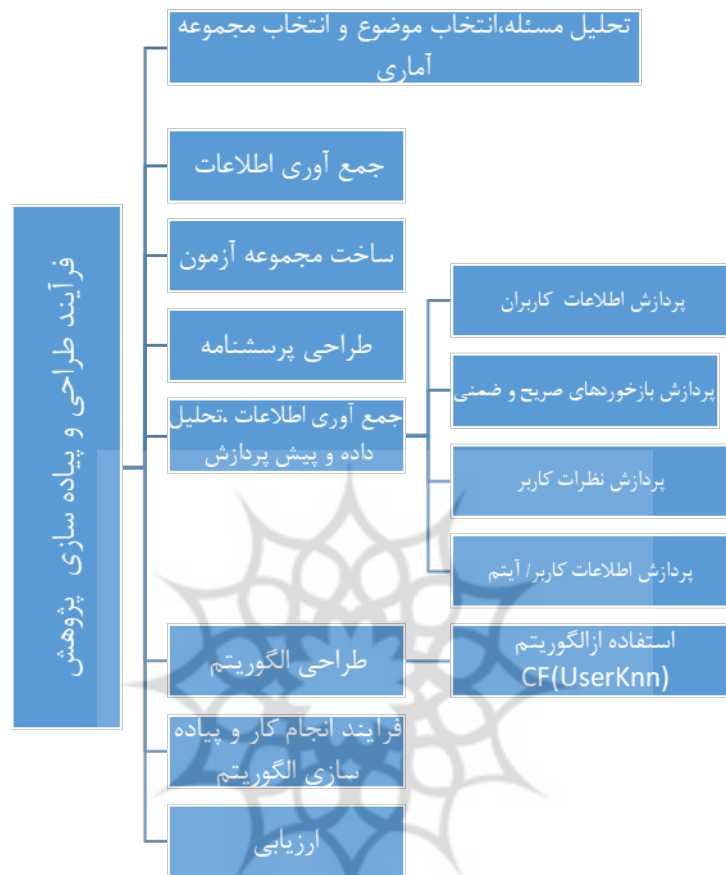 فرآیند طراحی و پیاده سازی پژوهش
تحلیل مسئله،انتخاب موضوع و انتخاب مجموعه
آماری
جمع آوری اطلاعات
ساخت مجموعه آزمون
طراحی پرسشنامه
جمع آوری اطلاعات ،تحلیل
داده و پیش پردازش
پردازش اطلاعات کاربران
پردازش بازخوردهای صریح و ضمنی
پردازش نظرات کاربر
پردازش اطلاعات کاربر/ آیتم
طراحی الگوریتم
استفاده ازالگوریتم
CF(UserKnn)
فرایند انجام کار و پیاده
سازی الگوریتم
ارزیابی